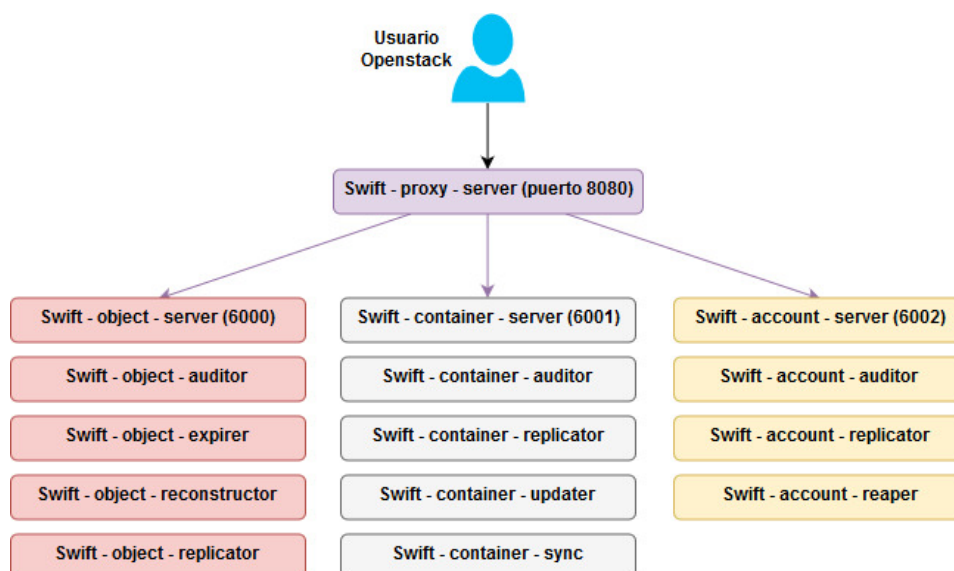 Usuario
Openstack
Swift - proxy - server (puerto 8080)
Swift - object - server (6000)
Swift - object - auditor
Swift - object - expirer
Swift - object - reconstructor
Swift - object - replicator
Swift - container - server (6001)
Swift - container - auditor
Swift - container - replicator
Swift - container - updater
Swift - container - sync
Swift - account - server (6002)
Swift - account - auditor
Swift - account - replicator
Swift - account - reaper